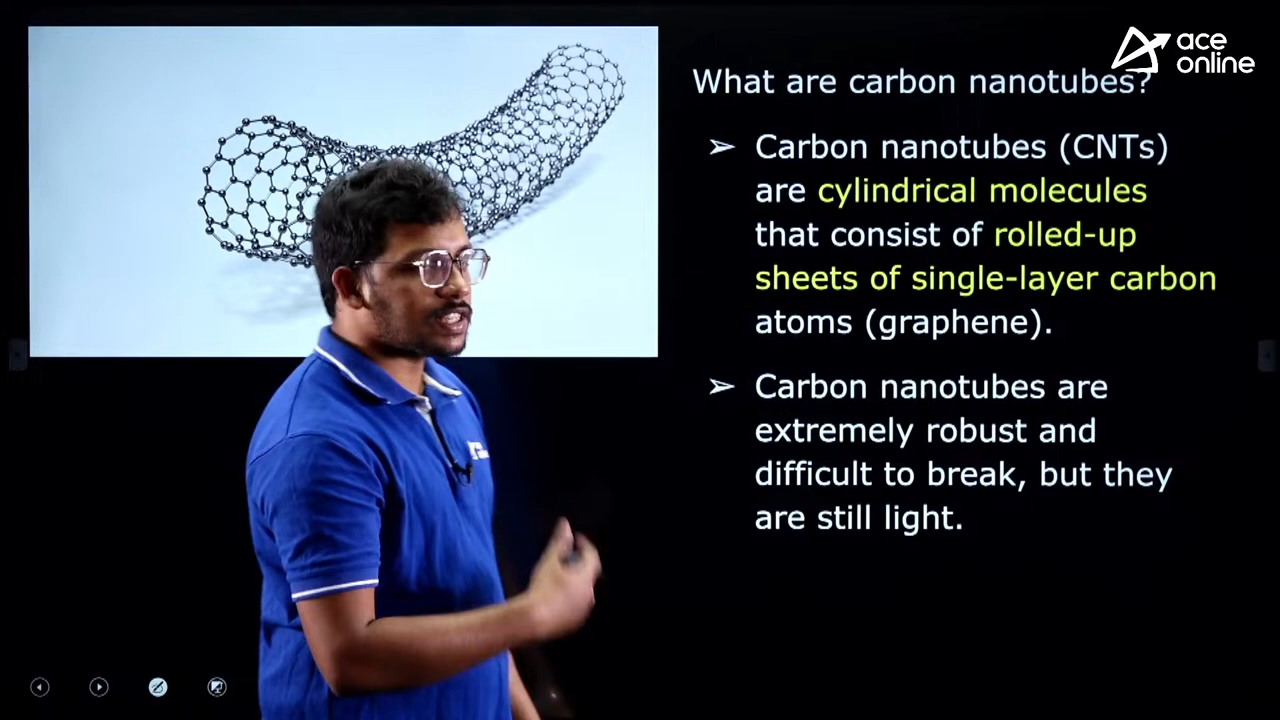 ace
online
What are carbon nanotubes?
➢ Carbon nanotubes (CNTs)
are cylindrical molecules
that consist of rolled-up
sheets of single-layer carbon
atoms (graphene).
➢ Carbon nanotubes are
extremely robust and
difficult to break, but they
are still light.